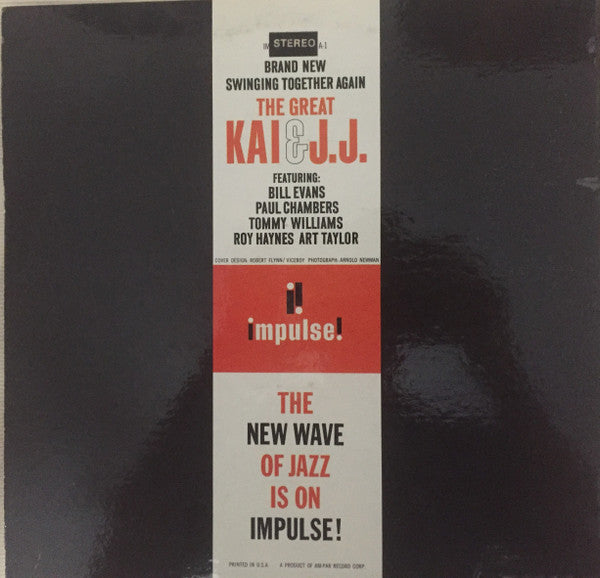 STEREO A-1
BRAND NEW
SWINGING TOGETHER AGAIN
THE GREAT
KAI & J.J.
FEATURING:
BILL EVANS
PAUL CHAMBERS
TOMMY WILLIAMS
ROY HAYNES ART TAYLOR
COVER DESIGN: ROBERT FLYNN/VICEROY PHOTOGRAPH: ARNOLD NEWMAN
i!
impulse!
THE
NEW WAVE
OF JAZZ
IS ON
IMPULSE!
PRINTED IN U.S.A. A PRODUCT OF AM-PAR RECORD CORP.